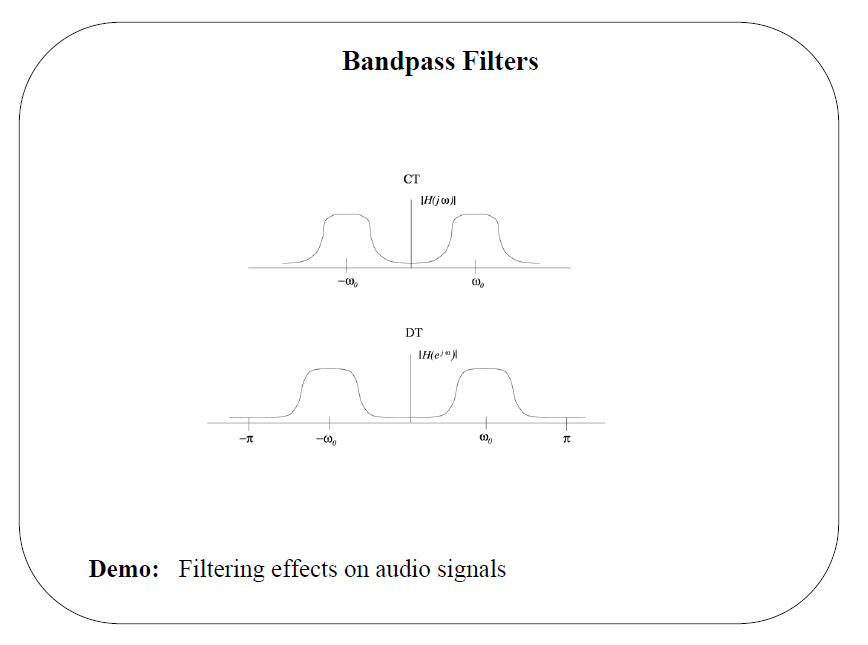 Bandpass Filters
CT
|H(jω)|
−ω₀ ω₀
DT
|H(e^{jω})|
−π −ω₀ ω₀ π
Demo: Filtering effects on audio signals